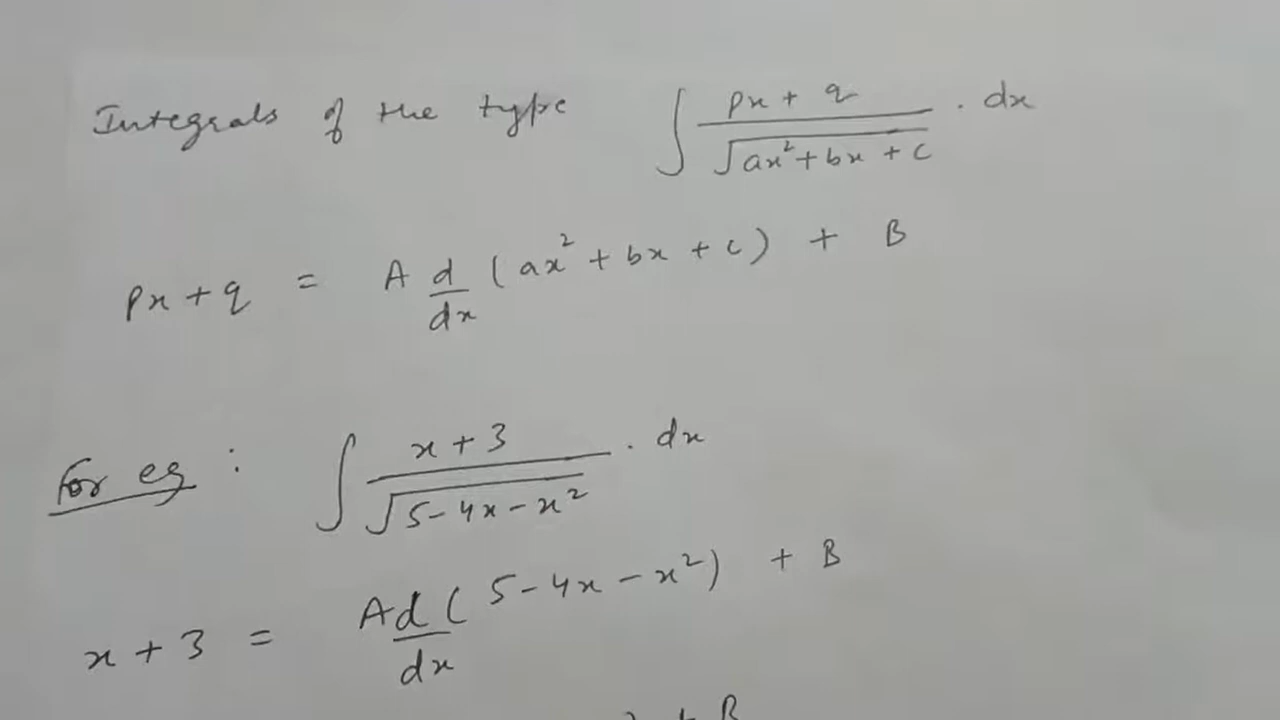 Integrals of the type ∫ px + q / √ax² + bx + c . dx
px + q = A d/dx (ax² + bx + c) + B
For eg : ∫ x + 3 / √5 - 4x - x² . dx
x + 3 = A d/dx (5 - 4x - x²) + B
+ B